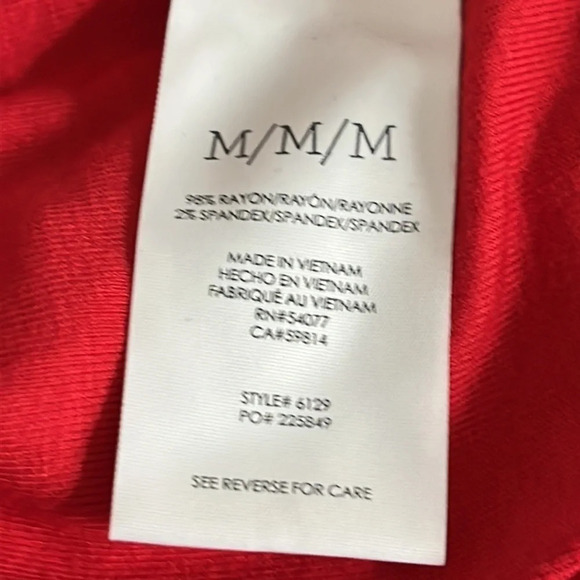 M/M/M
98% RAYON/RAYÓN/RAYONNE
2% SPANDEX/SPANDEX/SPANDEX
MADE IN VIETNAM
HECHO EN VIETNAM
FABRIQUÉ AU VIETNAM
RN#54077
CA#59814
STYLE# 6129
PO# 225849
SEE REVERSE FOR CARE